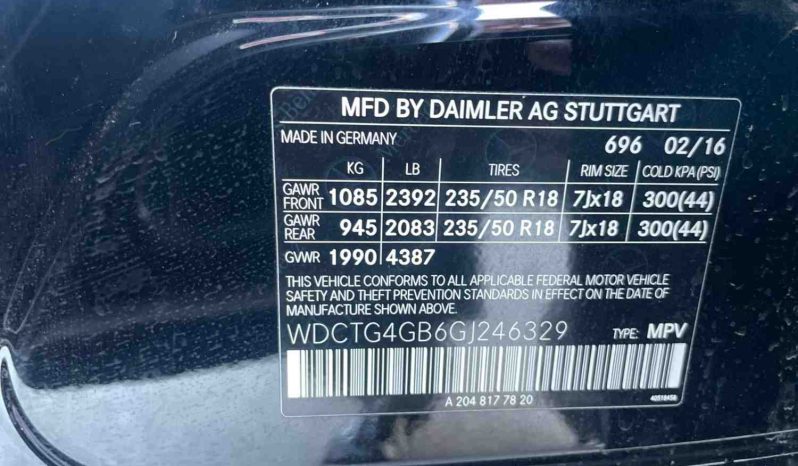 MFD BY DAIMLER AG STUTTGART
MADE IN GERMANY 696 02/16
KG LB TIRES RIM SIZE COLD KPA (PSI)
GAWR FRONT 1085 2392 235/50 R18 7Jx18 300(44)
GAWR REAR 945 2083 235/50 R18 7Jx18 300(44)
GVWR 1990 4387
THIS VEHICLE CONFORMS TO ALL APPLICABLE FEDERAL MOTOR VEHICLE
SAFETY AND THEFT PREVENTION STANDARDS IN EFFECT ON THE DATE OF
MANUFACTURE SHOWN ABOVE.
WDCTG4GB6GJ246329 TYPE: MPV
A 204 817 78 20